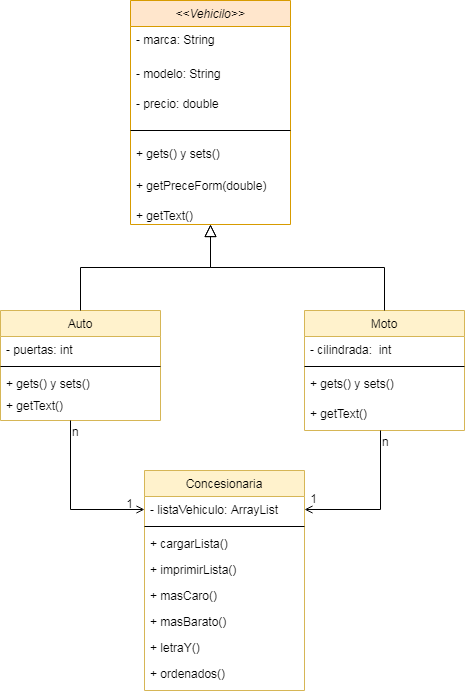 <<Vehicilo>>
- marca: String
- modelo: String
- precio: double
+ gets() y sets()
+ getPreceForm(double)
+ getText()
Auto
- puertas: int
+ gets() y sets()
+ getText()
Moto
- cilindrada: int
+ gets() y sets()
+ getText()
n
n
1
1
Concesionaria
- listaVehiculo: ArrayList
+ cargarLista()
+ imprimirLista()
+ masCaro()
+ masBarato()
+ letraY()
+ ordenados()